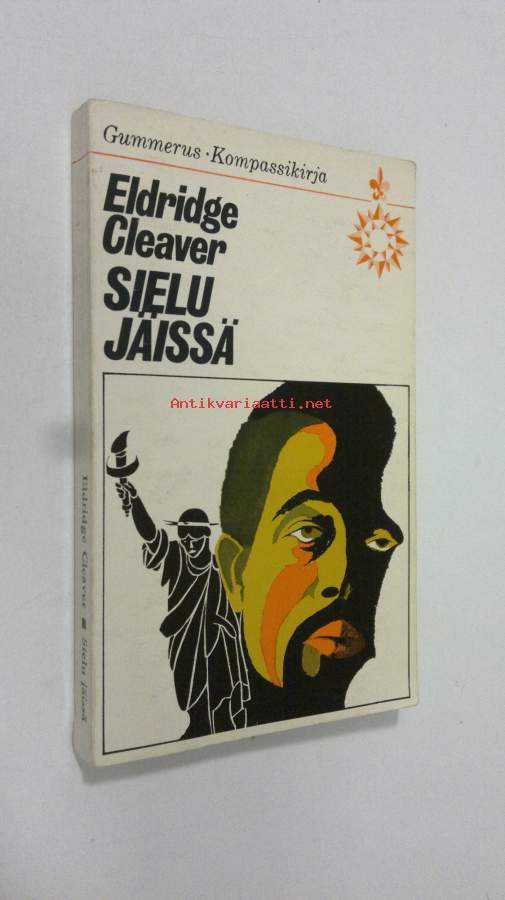 Gummerus • Kompassikirja
Eldridge
Cleaver
SIELU
JÄISSÄ
Antikvariaatti.net
Eldridge Cleaver ■ Sielu jäissä